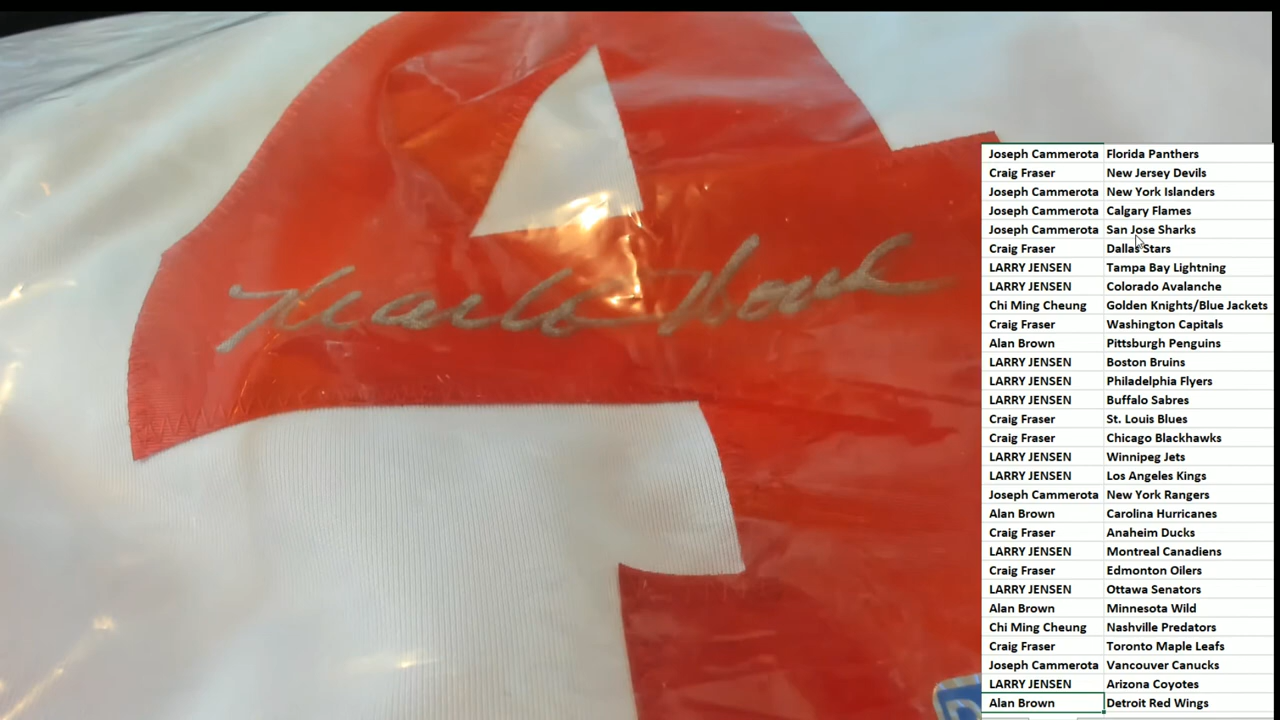 Joseph Cammerota Florida Panthers
Craig Fraser New Jersey Devils
Joseph Cammerota New York Islanders
Joseph Cammerota Calgary Flames
Joseph Cammerota San Jose Sharks
Craig Fraser Dallas Stars
LARRY JENSEN Tampa Bay Lightning
LARRY JENSEN Colorado Avalanche
Chi Ming Cheung Golden Knights/Blue Jackets
Craig Fraser Washington Capitals
Alan Brown Pittsburgh Penguins
LARRY JENSEN Boston Bruins
LARRY JENSEN Philadelphia Flyers
LARRY JENSEN Buffalo Sabres
Craig Fraser St. Louis Blues
Craig Fraser Chicago Blackhawks
LARRY JENSEN Winnipeg Jets
LARRY JENSEN Los Angeles Kings
Joseph Cammerota New York Rangers
Alan Brown Carolina Hurricanes
Craig Fraser Anaheim Ducks
LARRY JENSEN Montreal Canadiens
Craig Fraser Edmonton Oilers
LARRY JENSEN Ottawa Senators
Alan Brown Minnesota Wild
Chi Ming Cheung Nashville Predators
Craig Fraser Toronto Maple Leafs
Joseph Cammerota Vancouver Canucks
LARRY JENSEN Arizona Coyotes
Alan Brown Detroit Red Wings